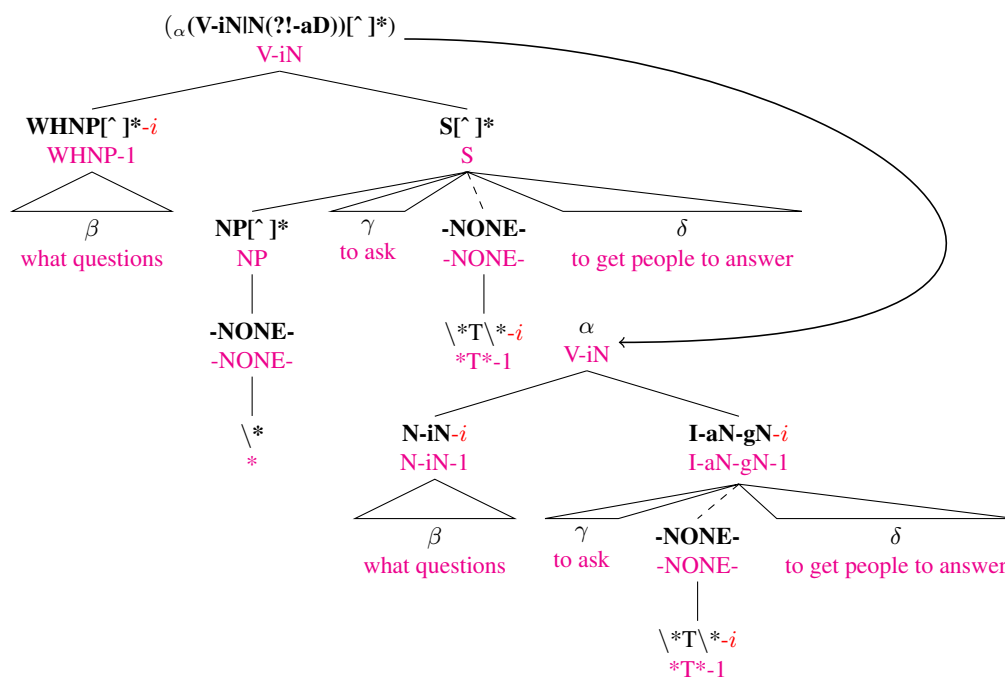 (α(V-iN|N(?!-aD))[ˆ ]*)
V-iN
WHNP[ˆ ]*-i S[ˆ ]*
WHNP-1 S
β NP[ˆ ]* γ -NONE- δ
what questions NP to ask -NONE- to get people to answer
-NONE- \*T\*-i α
-NONE- *T*-1 V-iN
\* N-iN-i I-aN-gN-i
* N-iN-1 I-aN-gN-1
β γ -NONE- δ
what questions to ask -NONE- to get people to answer
\*T\*-i
*T*-1